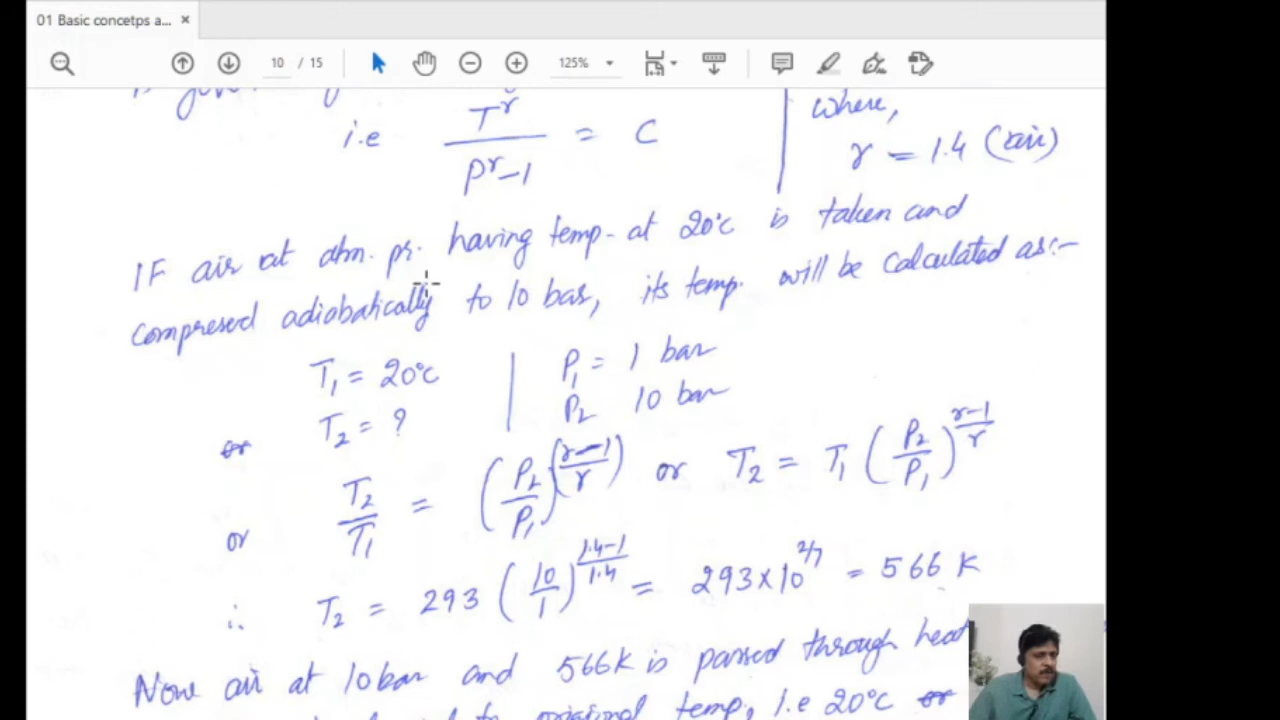 01 Basic concetps a... ×
10 / 15 125%
i.e T^γ / P^γ-1 = C
where,
γ = 1.4 (air)
IF air at atm. pr. having temp. at 20°c is taken and
compresed adiabatically to 10 bar, its temp. will be calculated as:-
T₁ = 20°c | P₁ = 1 bar
T₂ = ? | P₂ 10 bar
or T₂/T₁ = (P₂/P₁)^(γ-1/γ) or T₂ = T₁ (P₂/P₁)^γ-1/γ
∴ T₂ = 293 (10/1)^1.4-1/1.4 = 293×10^2/7 = 566 K
Now air at 10 bar and 566K is passed through heat
to original temp, I.e 20°c or